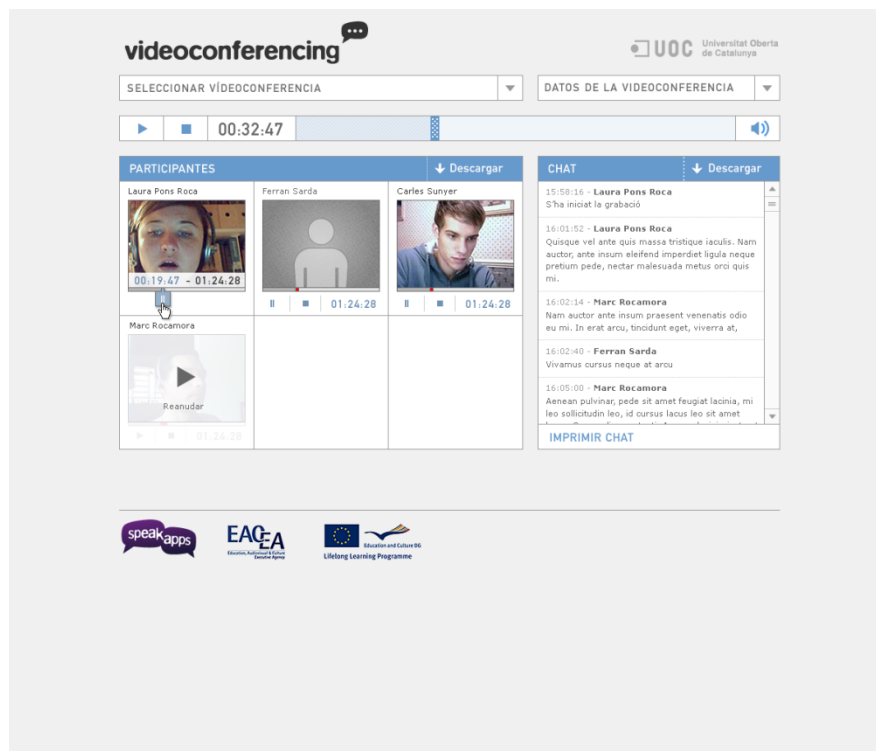 videoconferencing
UOC Universitat Oberta
de Catalunya
SELECCIONAR VÍDEOCONFERENCIA
DATOS DE LA VIDEOCONFERENCIA
00:32:47
PARTICIPANTES
Descargar
Laura Pons Roca
Ferran Sarda
Carles Sunyer
00:19:47 - 01:24:28
01:24:28
01:24:28
Marc Rocamora
Reanudar
01:24:28
CHAT
Descargar
15:58:16 - Laura Pons Roca
S'ha iniciat la grabació
16:01:52 - Laura Pons Roca
Quisque vel ante quis massa tristique iaculis. Nam
auctor, ante insum eleifend imperdiet ligula neque
pretium pede, nectar malesuada metus orci quis
mi.
16:02:14 - Marc Rocamora
Nam auctor ante insum praesent venenatis odio
eu mi. In erat arcu, tincidunt eget, viverra at,
16:02:40 - Ferran Sarda
Vivamus cursus neque at arcu
16:05:00 - Marc Rocamora
Aenean pulvinar, pede sit amet feugiat lacinia, mi
leo sollicitudin leo, id cursus lacus leo sit amet
IMPRIMIR CHAT
speakapps
EACEA
Education, Audiovisual & Culture
Executive Agency
Education and Culture DG
Lifelong Learning Programme